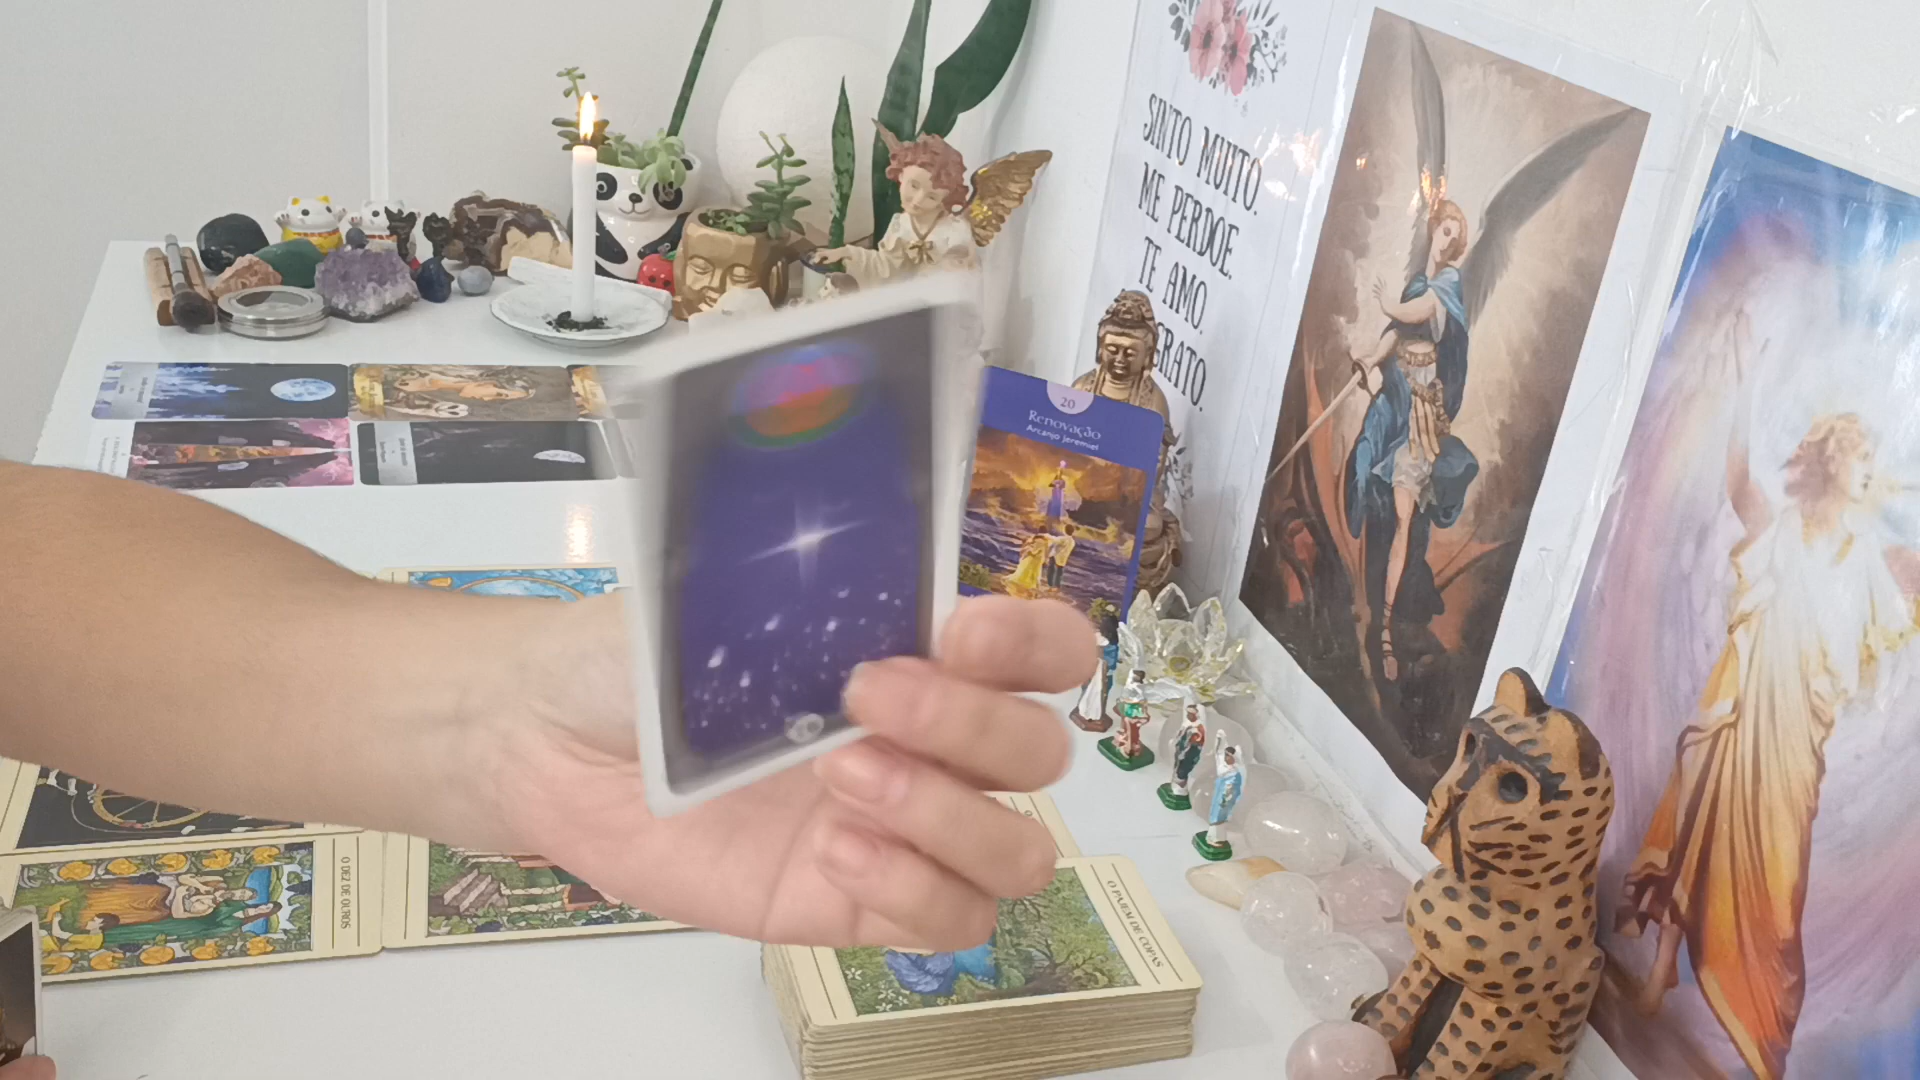 SINTO MUITO.
ME PERDOE.
TE AMO.
GRATO.
20
Renovação
Arcanjo Jeremiel
O DEZ DE OUROS
O PAJEM DE COPAS